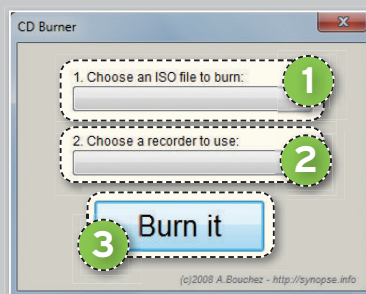 CD Burner
x
1. Choose an ISO file to burn:
1
2. Choose a recorder to use:
2
Burn it
3
(c)2008 A.Bouchez - http://synopse.info